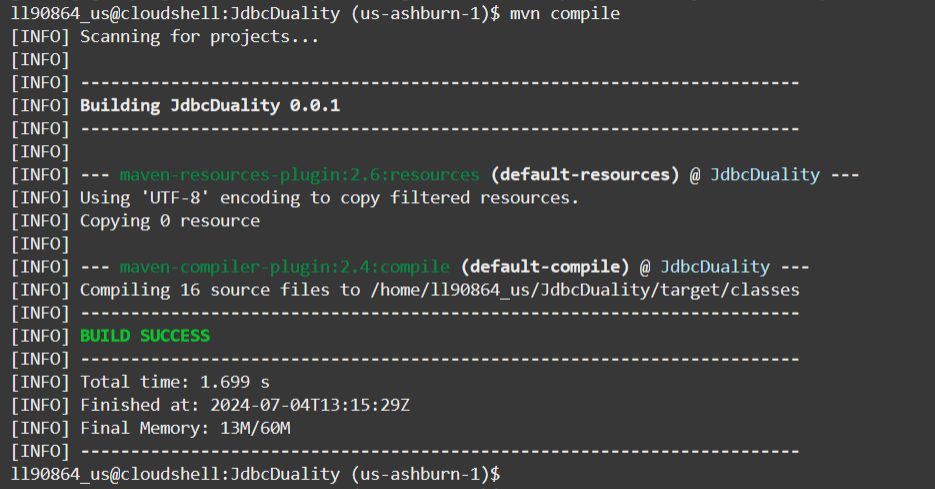 ll90864_us@cloudshell:JdbcDuality (us-ashburn-1)$ mvn compile
[INFO] Scanning for projects...
[INFO]
[INFO] ------------------------------------------------------------------------
[INFO] Building JdbcDuality 0.0.1
[INFO] ------------------------------------------------------------------------
[INFO]
[INFO] --- maven-resources-plugin:2.6:resources (default-resources) @ JdbcDuality ---
[INFO] Using 'UTF-8' encoding to copy filtered resources.
[INFO] Copying 0 resource
[INFO]
[INFO] --- maven-compiler-plugin:2.4:compile (default-compile) @ JdbcDuality ---
[INFO] Compiling 16 source files to /home/ll90864_us/JdbcDuality/target/classes
[INFO] ------------------------------------------------------------------------
[INFO] BUILD SUCCESS
[INFO] ------------------------------------------------------------------------
[INFO] Total time: 1.699 s
[INFO] Finished at: 2024-07-04T13:15:29Z
[INFO] Final Memory: 13M/60M
[INFO] ------------------------------------------------------------------------
ll90864_us@cloudshell:JdbcDuality (us-ashburn-1)$